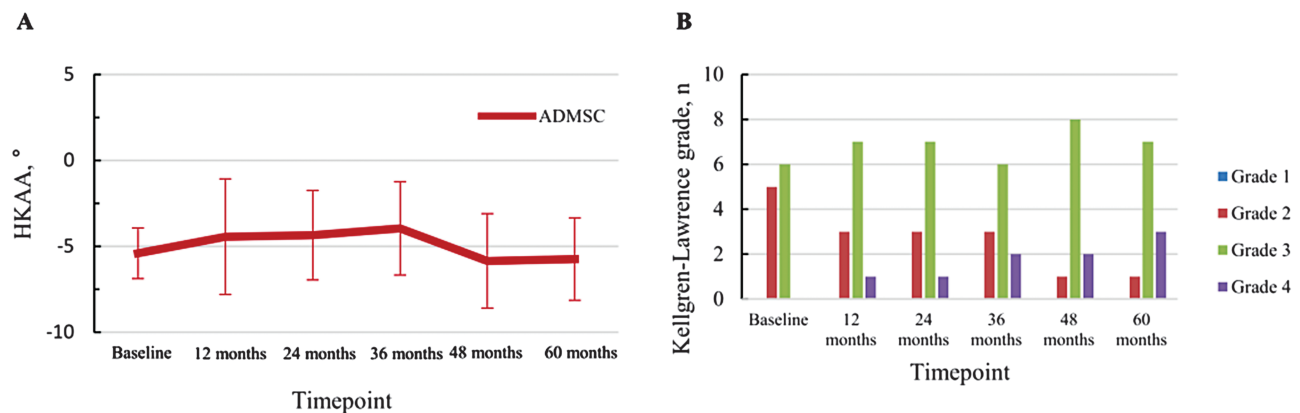 A
HKAA, °
5
0
-5
-10
ADMSC
Baseline
12 months
24 months
36 months
48 months
60 months
Timepoint
B
Kellgren-Lawrence grade, n
10
8
6
4
2
0
Baseline
12
months
24
months
36
months
48
months
60
months
Timepoint
Grade 1
Grade 2
Grade 3
Grade 4